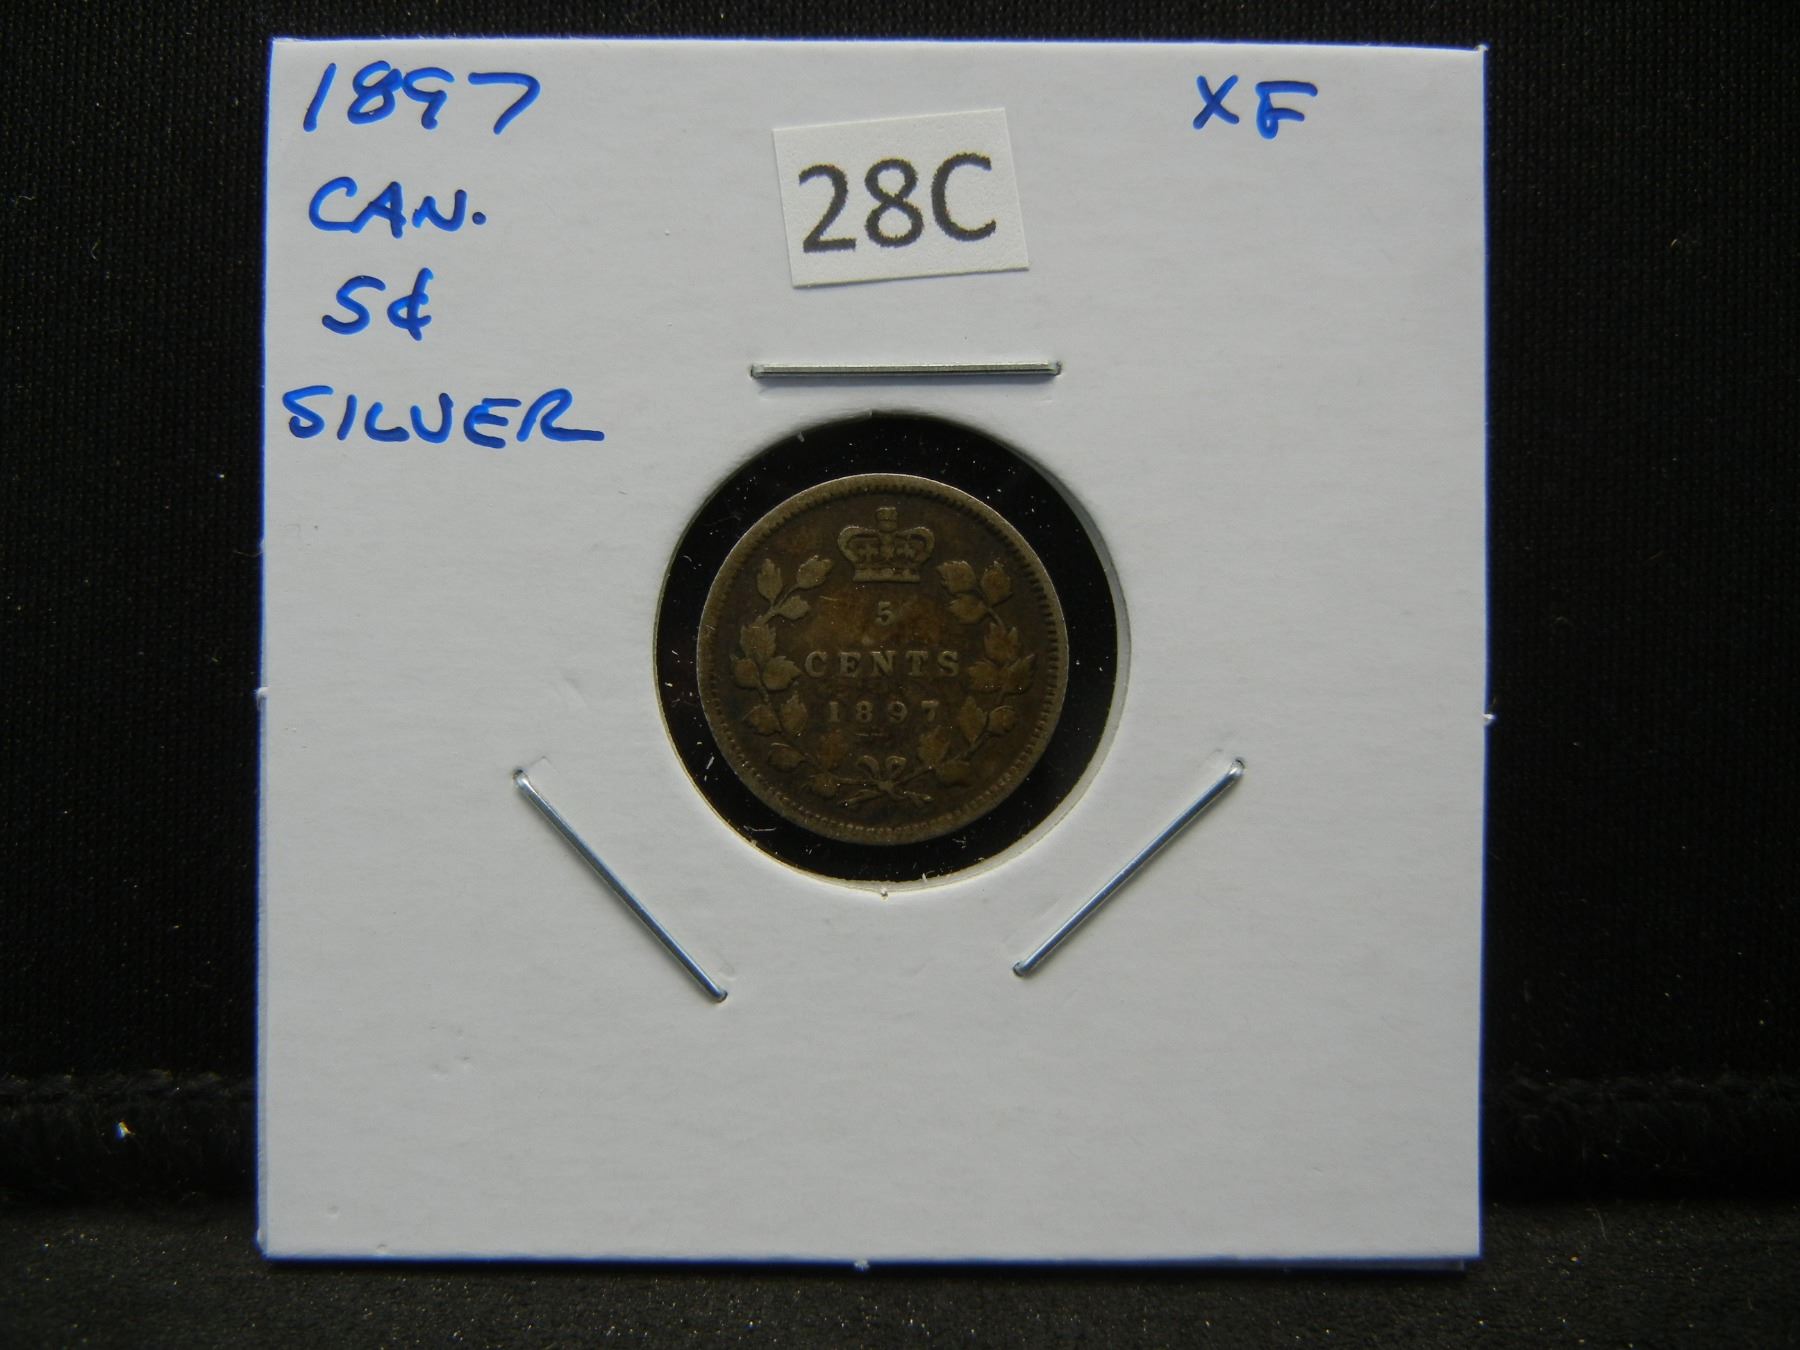 1897
XF
28C
CAN.
5¢
SILVER
5
CENTS
1897